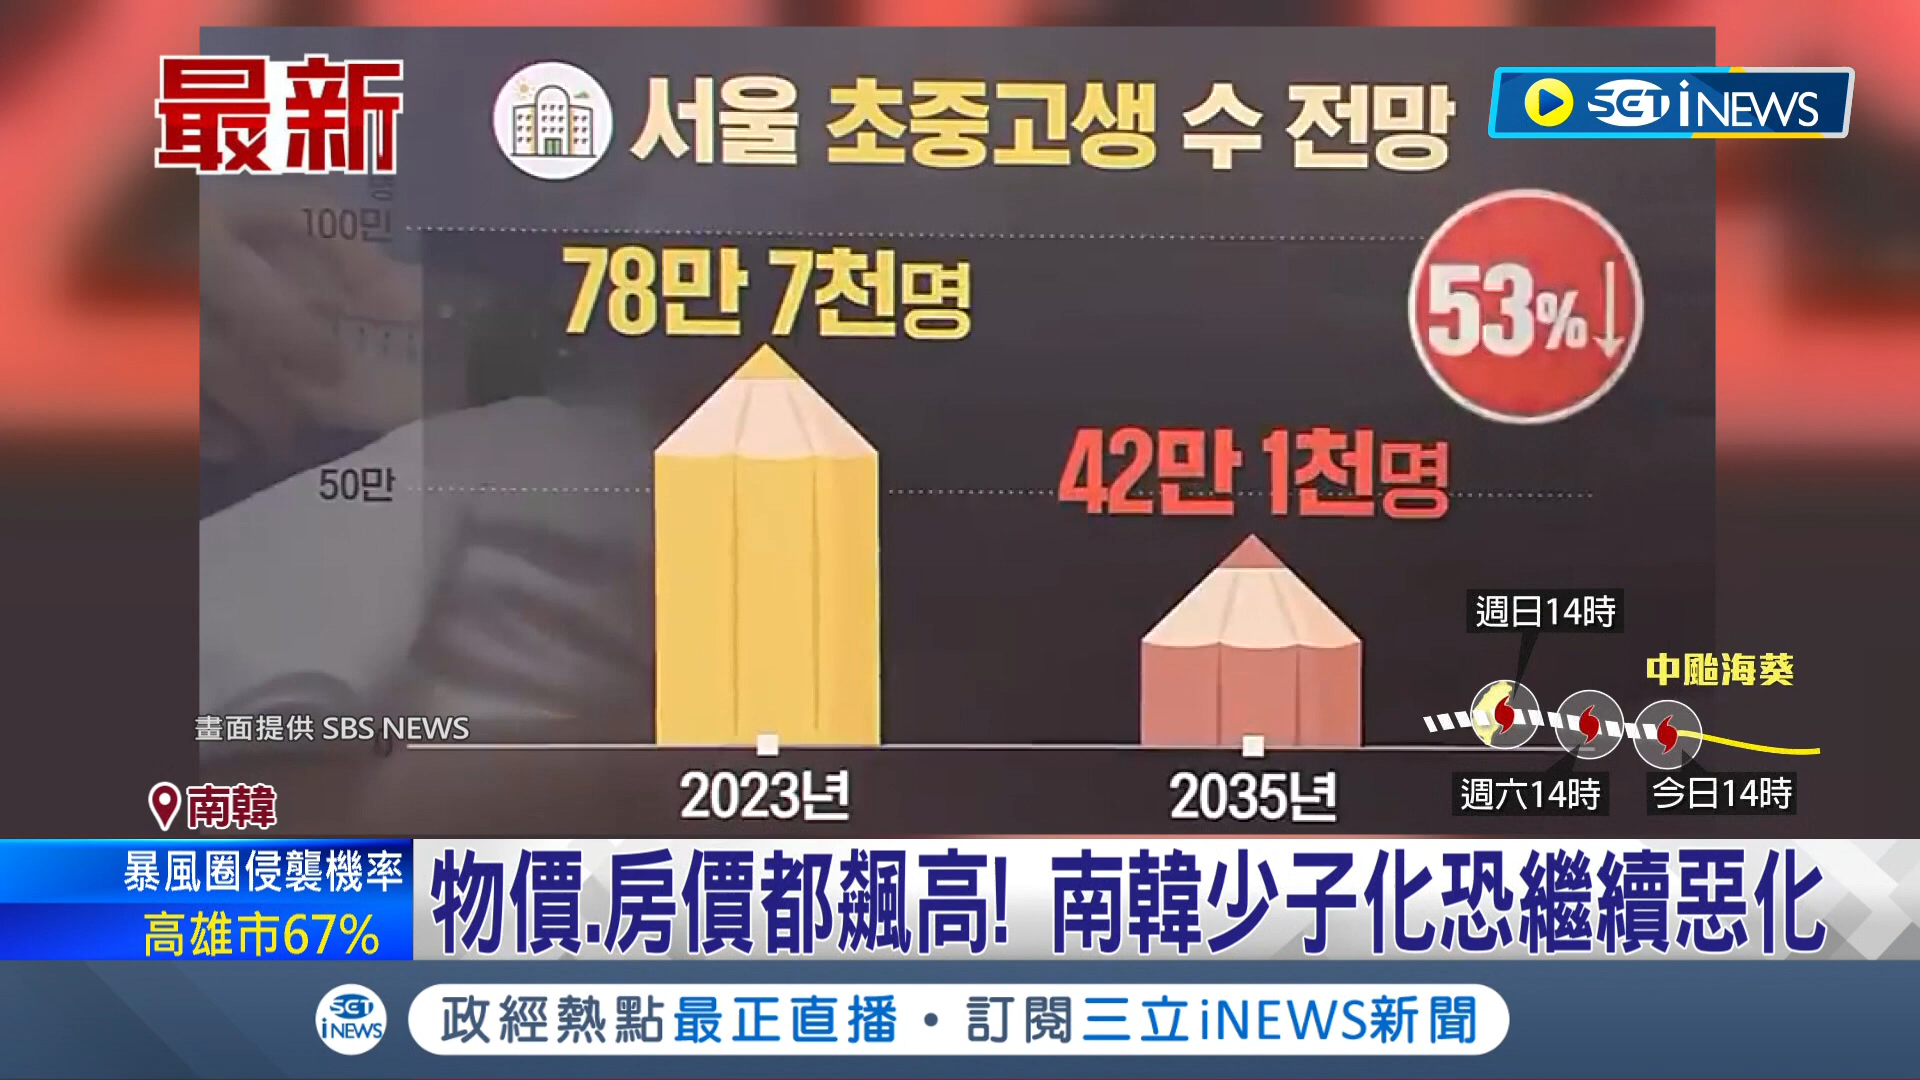 最新
SET iNEWS
서울 초중고생 수 전망
명
100만
78만 7천명
53%↓
50만
42만 1천명
週日14時
中颱海葵
畫面提供 SBS NEWS
0
週六14時
今日14時
2023년
2035년
南韓
暴風圈侵襲機率
高雄市67%
物價.房價都飆高! 南韓少子化恐繼續惡化
SET iNEWS
政經熱點最正直播・訂閱三立iNEWS新聞